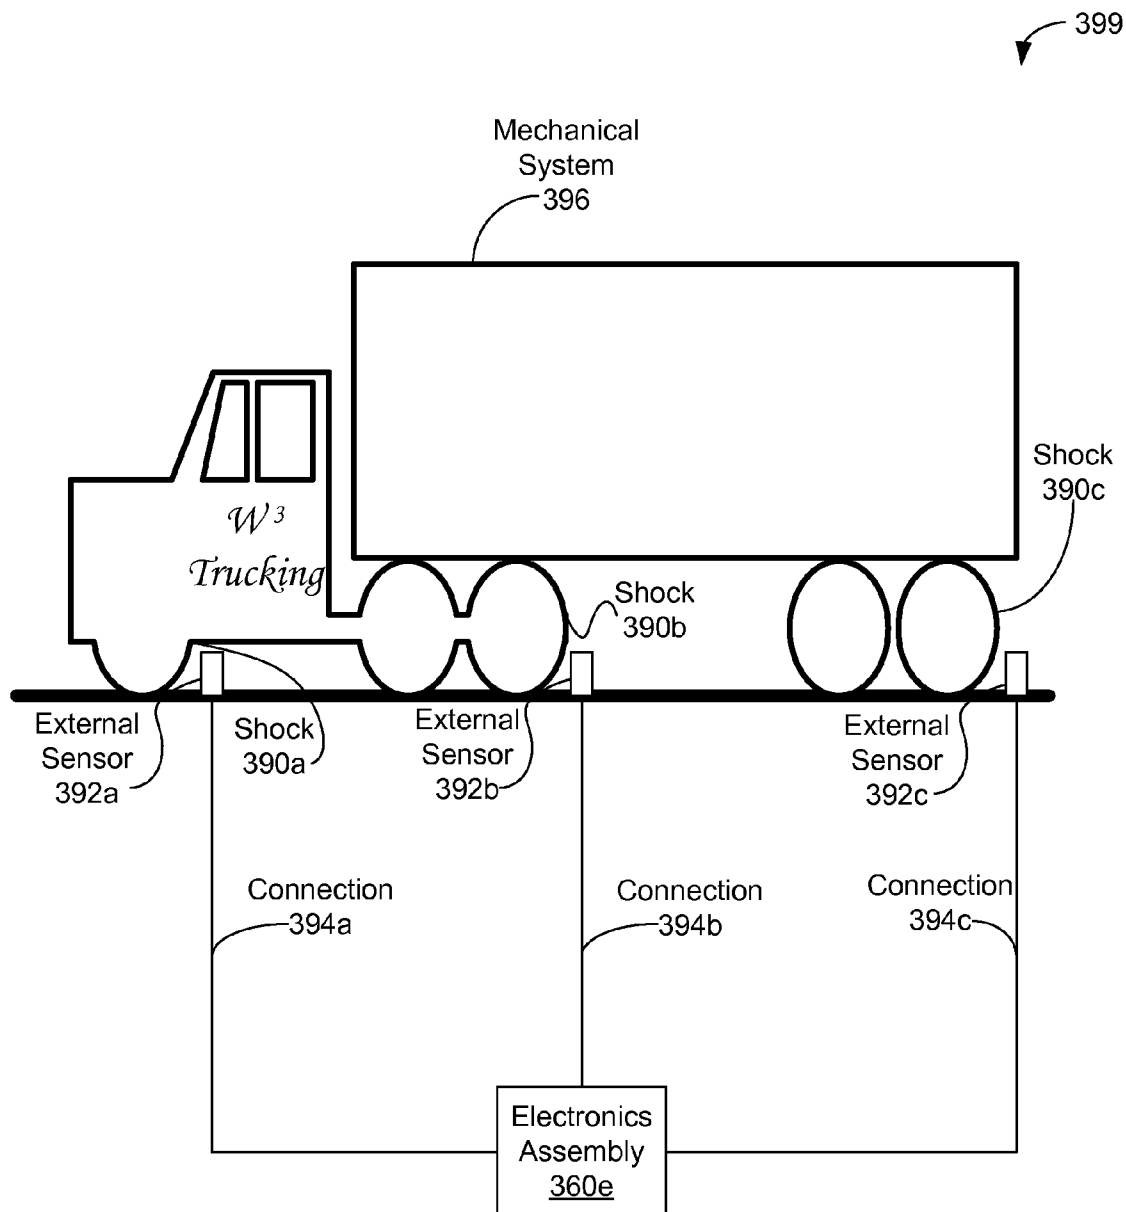 399
Mechanical
System
396
Shock
390c
W³
Trucking
Shock
390b
External
Sensor
392a
Shock
390a
External
Sensor
392b
External
Sensor
392c
Connection
394a
Connection
394b
Connection
394c
Electronics
Assembly
360e